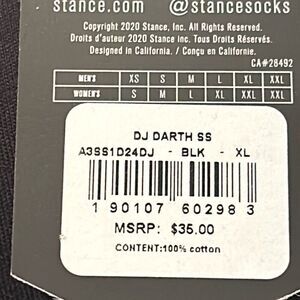 stance.com @stancesocks
Copyright 2020 Stance, Inc. All Rights Reserved.
Droits d'auteur 2020 Stance Inc. Tous Droits Réservés.
Designed in California. / Conçu en Californie.
CA#28492
MEN'S XS S M L XL XXL
WOMEN'S S M L XL XXL XXL
DJ DARTH SS
A3SS1D24DJ - BLK - XL
1 90107 60298 3
MSRP: $35.00
CONTENT:100% cotton